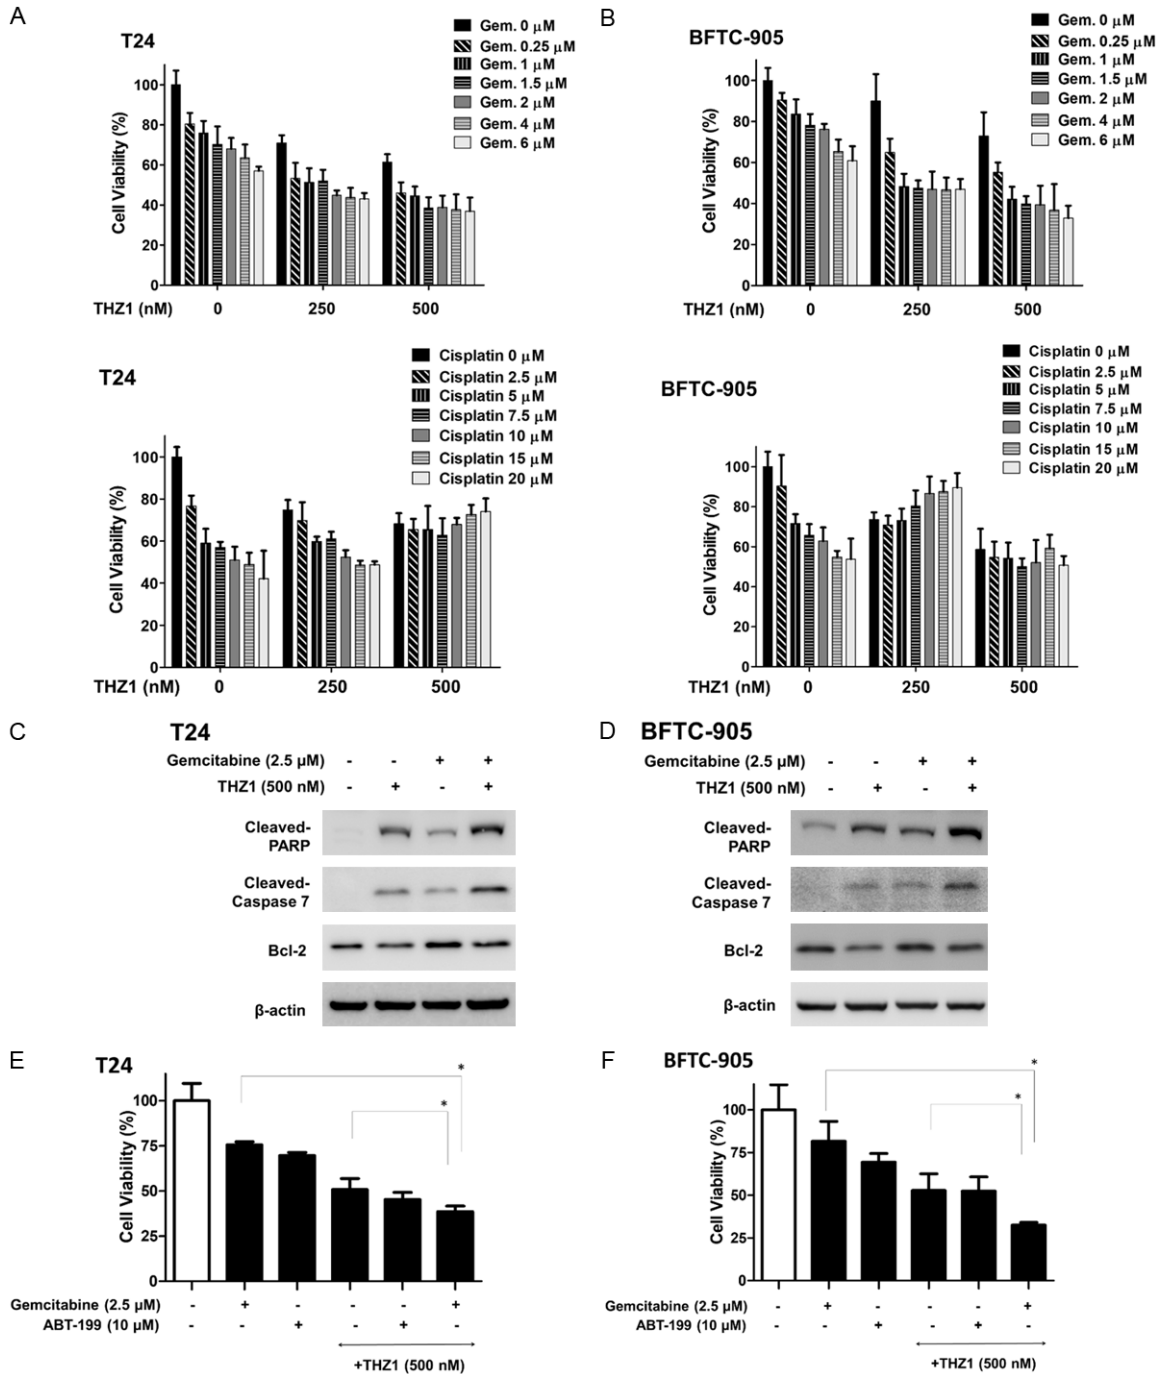 A
T24
Gem. 0 µM
Gem. 0.25 µM
Gem. 1 µM
Gem. 1.5 µM
Gem. 2 µM
Gem. 4 µM
Gem. 6 µM
Cell Viability (%)
100
80
60
40
20
0
THZ1 (nM) 0 250 500
B
BFTC-905
Gem. 0 µM
Gem. 0.25 µM
Gem. 1 µM
Gem. 1.5 µM
Gem. 2 µM
Gem. 4 µM
Gem. 6 µM
Cell Viability (%)
100
80
60
40
20
0
THZ1 (nM) 0 250 500
T24
Cisplatin 0 µM
Cisplatin 2.5 µM
Cisplatin 5 µM
Cisplatin 7.5 µM
Cisplatin 10 µM
Cisplatin 15 µM
Cisplatin 20 µM
Cell Viability (%)
100
80
60
40
20
0
THZ1 (nM) 0 250 500
BFTC-905
Cisplatin 0 µM
Cisplatin 2.5 µM
Cisplatin 5 µM
Cisplatin 7.5 µM
Cisplatin 10 µM
Cisplatin 15 µM
Cisplatin 20 µM
Cell Viability (%)
100
80
60
40
20
0
THZ1 (nM) 0 250 500
C
T24
Gemcitabine (2.5 µM) - - + +
THZ1 (500 nM) - + - +
Cleaved-
PARP
Cleaved-
Caspase 7
Bcl-2
β-actin
D
BFTC-905
Gemcitabine (2.5 µM) - - + +
THZ1 (500 nM) - + - +
Cleaved-
PARP
Cleaved-
Caspase 7
Bcl-2
β-actin
E
T24
* *
Cell Viability (%)
100
75
50
25
0
Gemcitabine (2.5 µM) - + - - - +
ABT-199 (10 µM) - - + - + -
+THZ1 (500 nM)
F
BFTC-905
* *
Cell Viability (%)
100
75
50
25
0
Gemcitabine (2.5 µM) - + - - - +
ABT-199 (10 µM) - - + - + -
+THZ1 (500 nM)